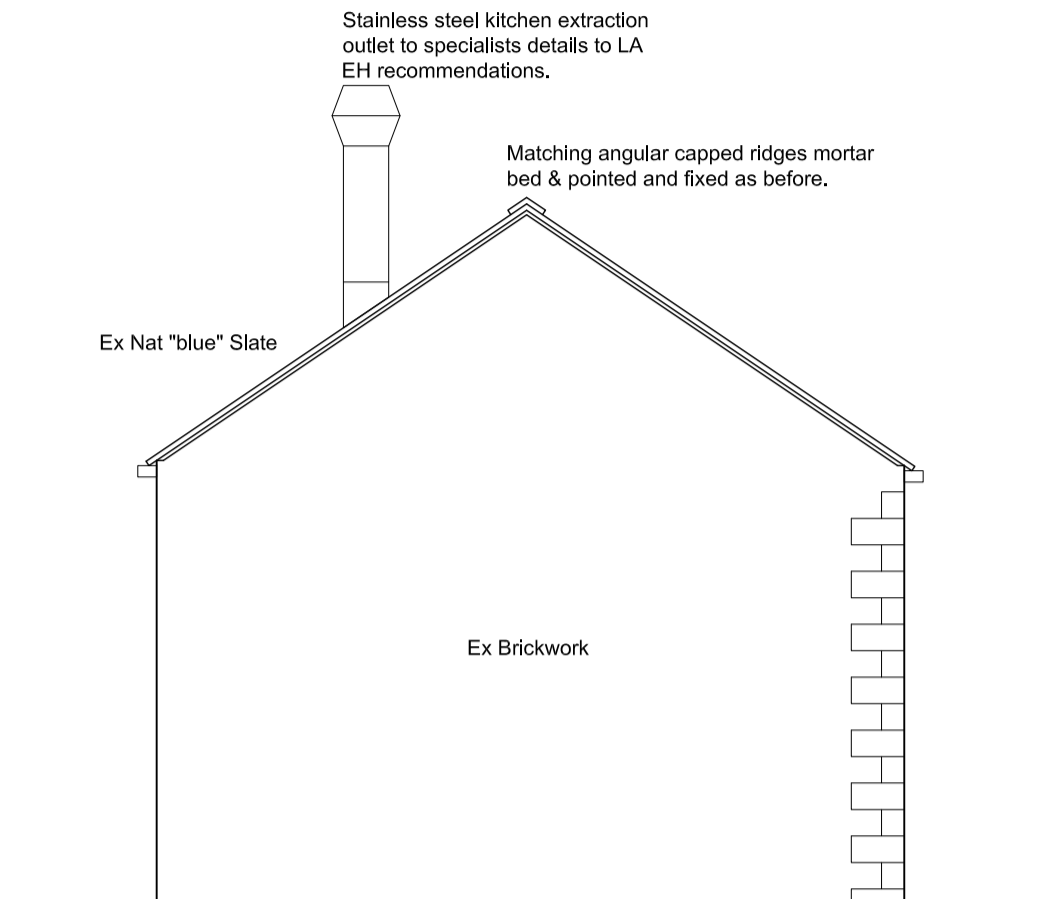 Stainless steel kitchen extraction
outlet to specialists details to LA
EH recommendations.
Matching angular capped ridges mortar
bed & pointed and fixed as before.
Ex Nat "blue" Slate
Ex Brickwork